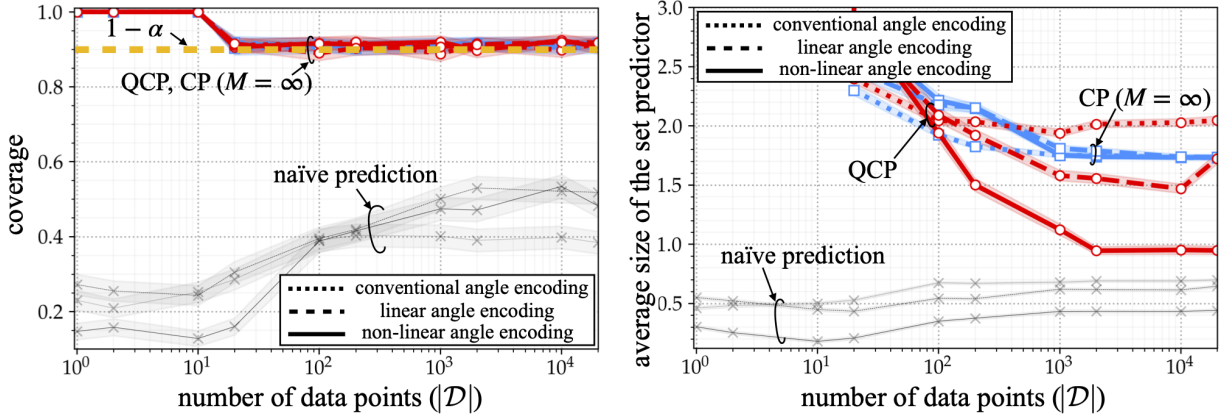 1.0
0.8
0.6
0.4
0.2
coverage
1 − α
QCP, CP (M = ∞)
naïve prediction
conventional angle encoding
linear angle encoding
non-linear angle encoding
10⁰ 10¹ 10² 10³ 10⁴
number of data points (|𝒟|)
3.0
2.5
2.0
1.5
1.0
0.5
average size of the set predictor
conventional angle encoding
linear angle encoding
non-linear angle encoding
CP (M = ∞)
QCP
naïve prediction
10⁰ 10¹ 10² 10³ 10⁴
number of data points (|𝒟|)